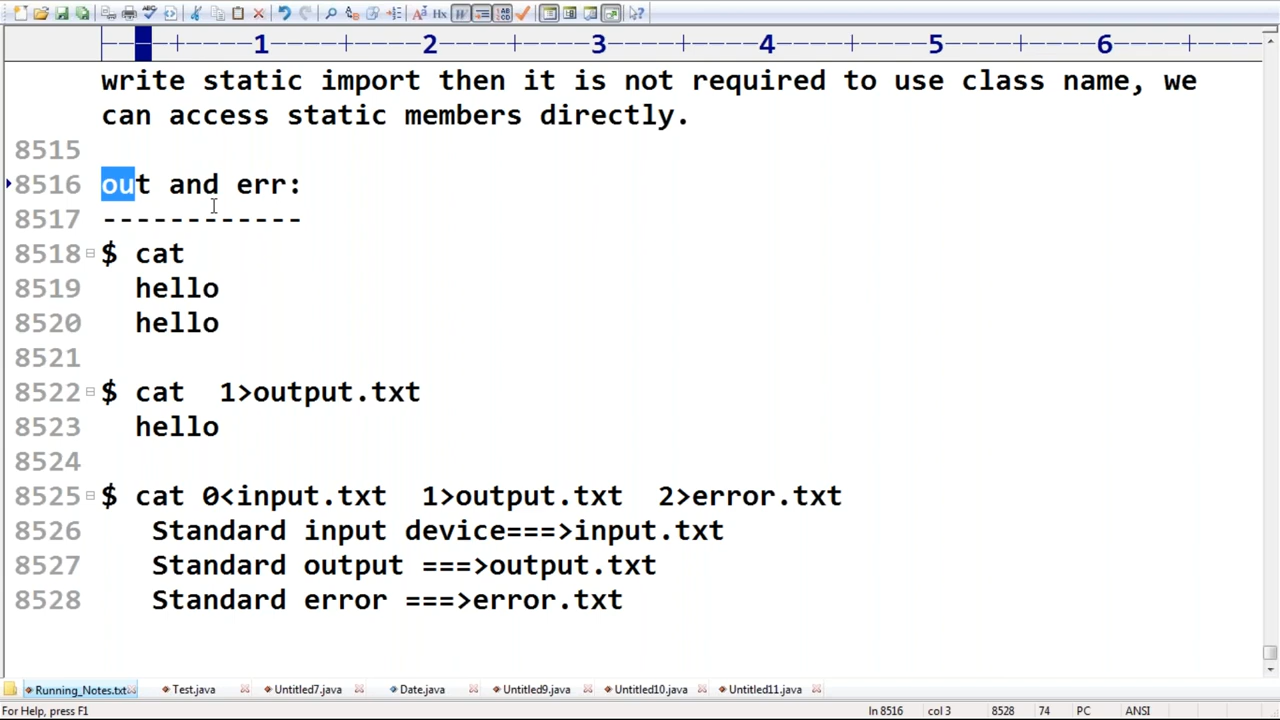 1 2 3 4 5 6
write static import then it is not required to use class name, we
can access static members directly.
8515
8516 out and err:
8517 ------------
8518 $ cat
8519 hello
8520 hello
8521
8522 $ cat  1>output.txt
8523 hello
8524
8525 $ cat 0<input.txt  1>output.txt  2>error.txt
8526 Standard input device===>input.txt
8527 Standard output ===>output.txt
8528 Standard error ===>error.txt
Running_Notes.txt Test.java Untitled7.java Date.java Untitled9.java Untitled10.java Untitled11.java
For Help, press F1 ln 8516 col 3 8528 74 PC ANSI